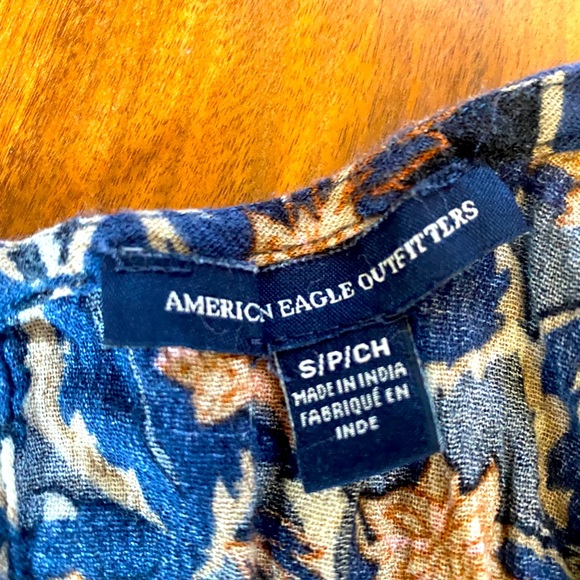 AMERICN EAGLE OUTFITTERS
S/P/CH
MADE IN INDIA
FABRIQUÉ EN
INDE